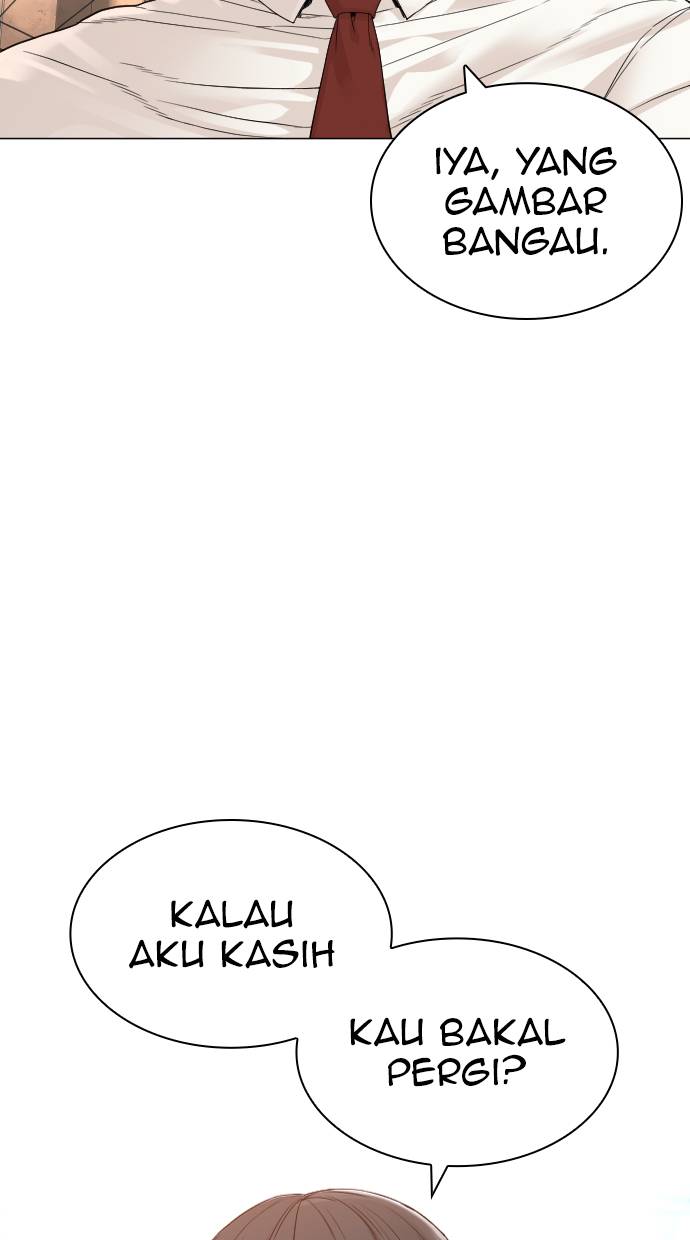 IYA, YANG
GAMBAR
BANGAU.
KALAU
AKU KASIH
KAU BAKAL
PERGI?